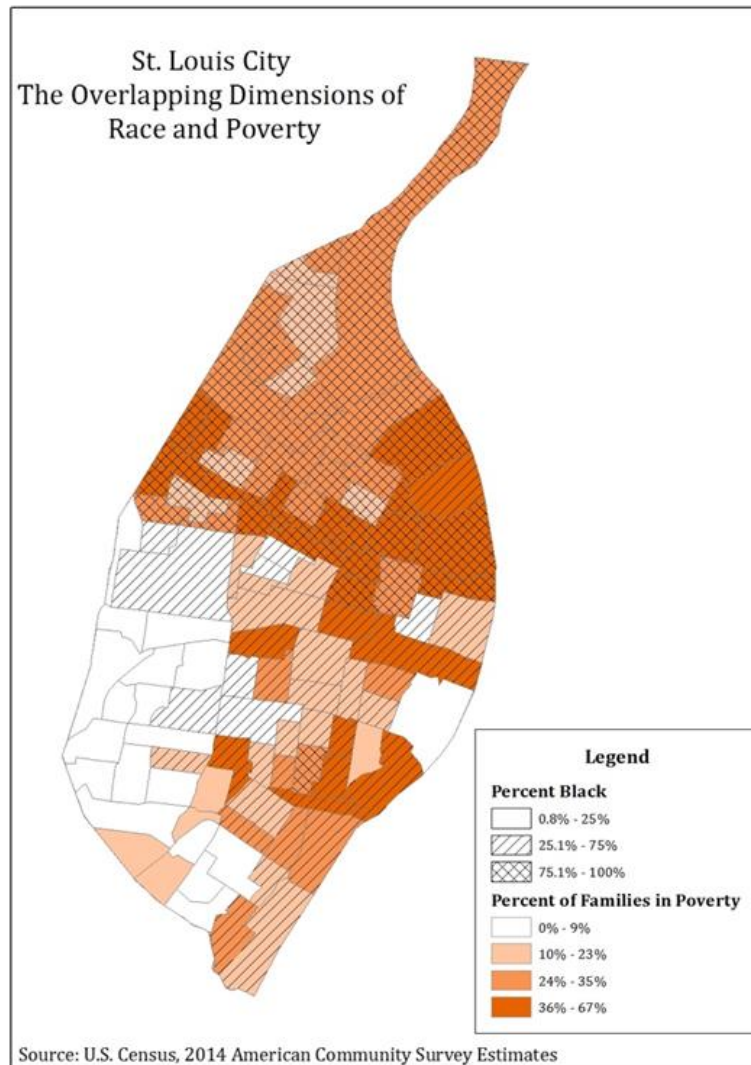 St. Louis City
The Overlapping Dimensions of
Race and Poverty
Legend
Percent Black
0.8% - 25%
25.1% - 75%
75.1% - 100%
Percent of Families in Poverty
0% - 9%
10% - 23%
24% - 35%
36% - 67%
Source: U.S. Census, 2014 American Community Survey Estimates